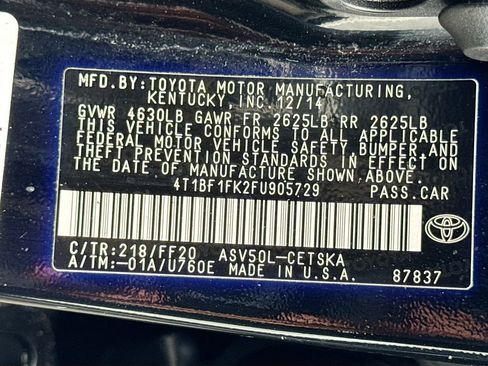 MFD.BY:TOYOTA MOTOR MANUFACTURING,
KENTUCKY, INC.12/14
GVWR 4630LB GAWR FR 2625LB RR 2625LB
THIS VEHICLE CONFORMS TO ALL APPLICABLE
FEDERAL MOTOR VEHICLE SAFETY,BUMPER, AND
THEFT PREVENTION STANDARDS IN EFFECT ON
THE DATE OF MANUFACTURE SHOWN ABOVE.
4T1BF1FK2FU905729 PASS.CAR
C/TR:218/FF20 ASV50L-CETSKA
A/TM:-01A/U760E MADE IN U.S.A. 87837
TOYOTA